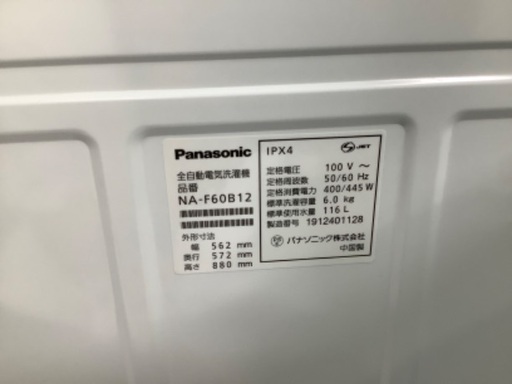 Panasonic
全自動電気洗濯機
品番
NA-F60B12
外形寸法
幅 562 mm
奥行 572 mm
高さ 880 mm
IPX4
JET
定格電圧 100 V ～
定格周波数 50/60 Hz
定格消費電力 400/445 W
標準洗濯容量 6.0 kg
標準使用水量 116 L
製造番号 1912401128
パナソニック株式会社
中国製